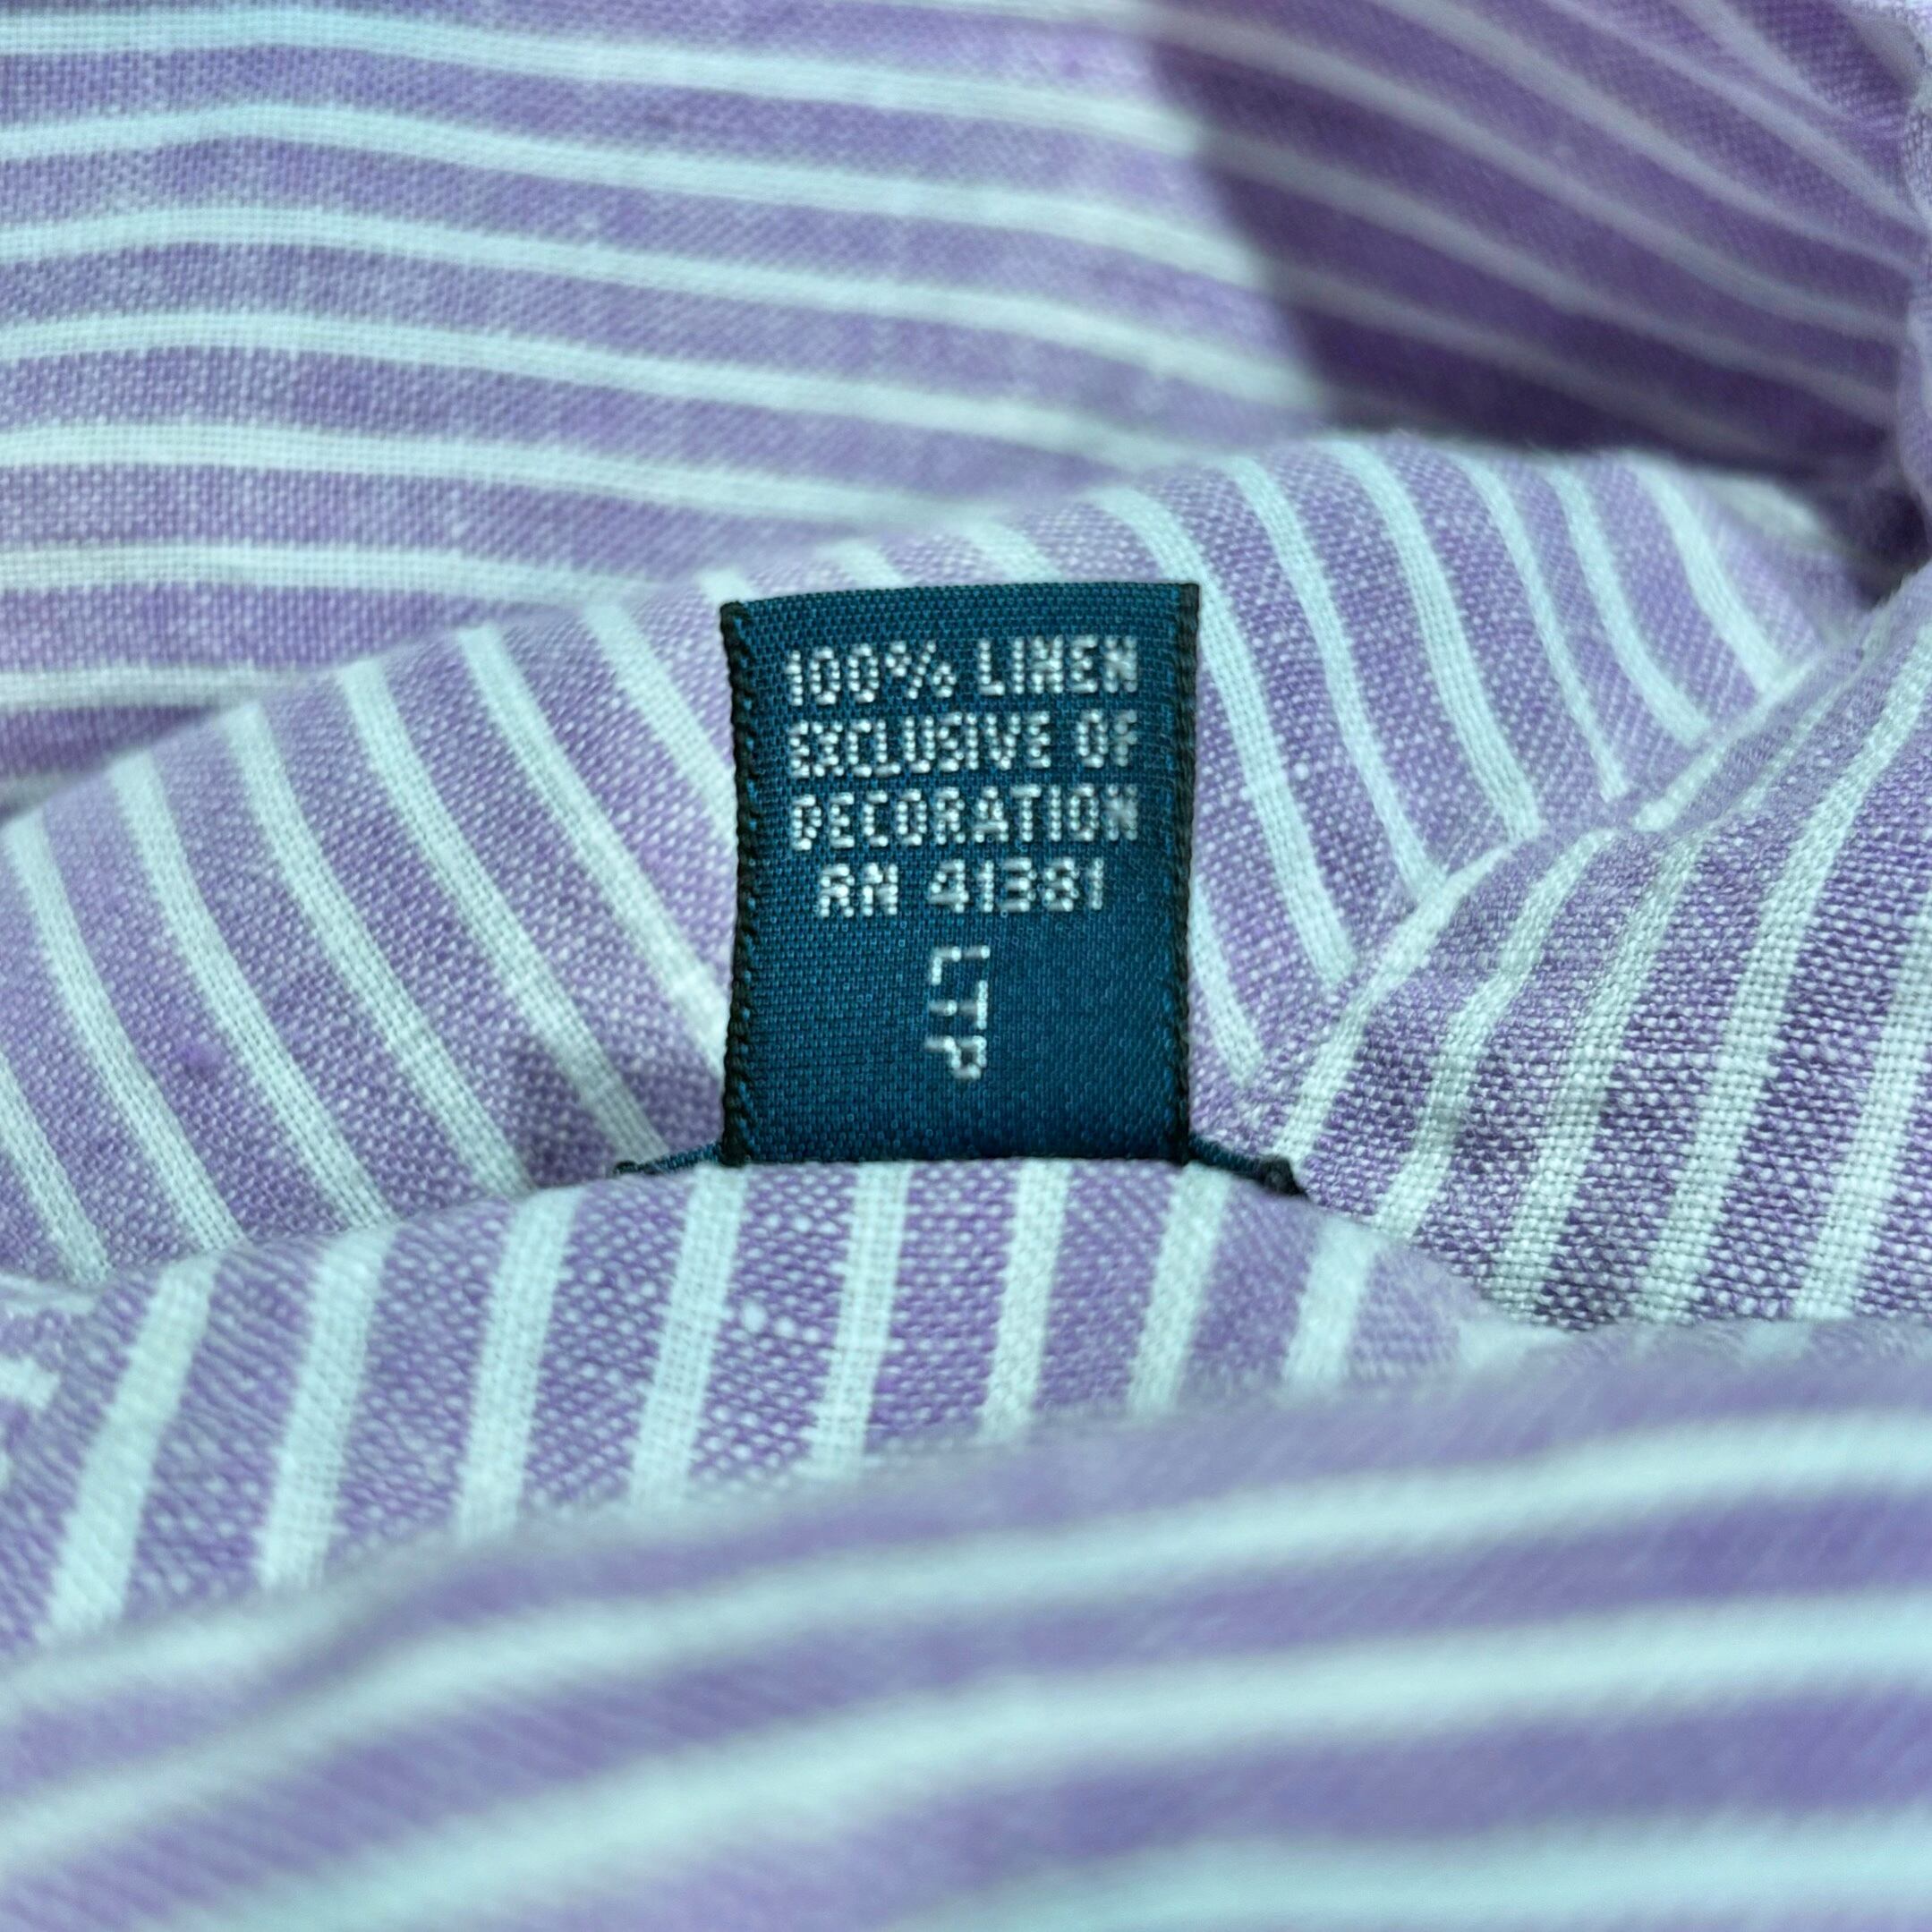 100% LINEN
EXCLUSIVE OF
DECORATION
RN 41381
LTP